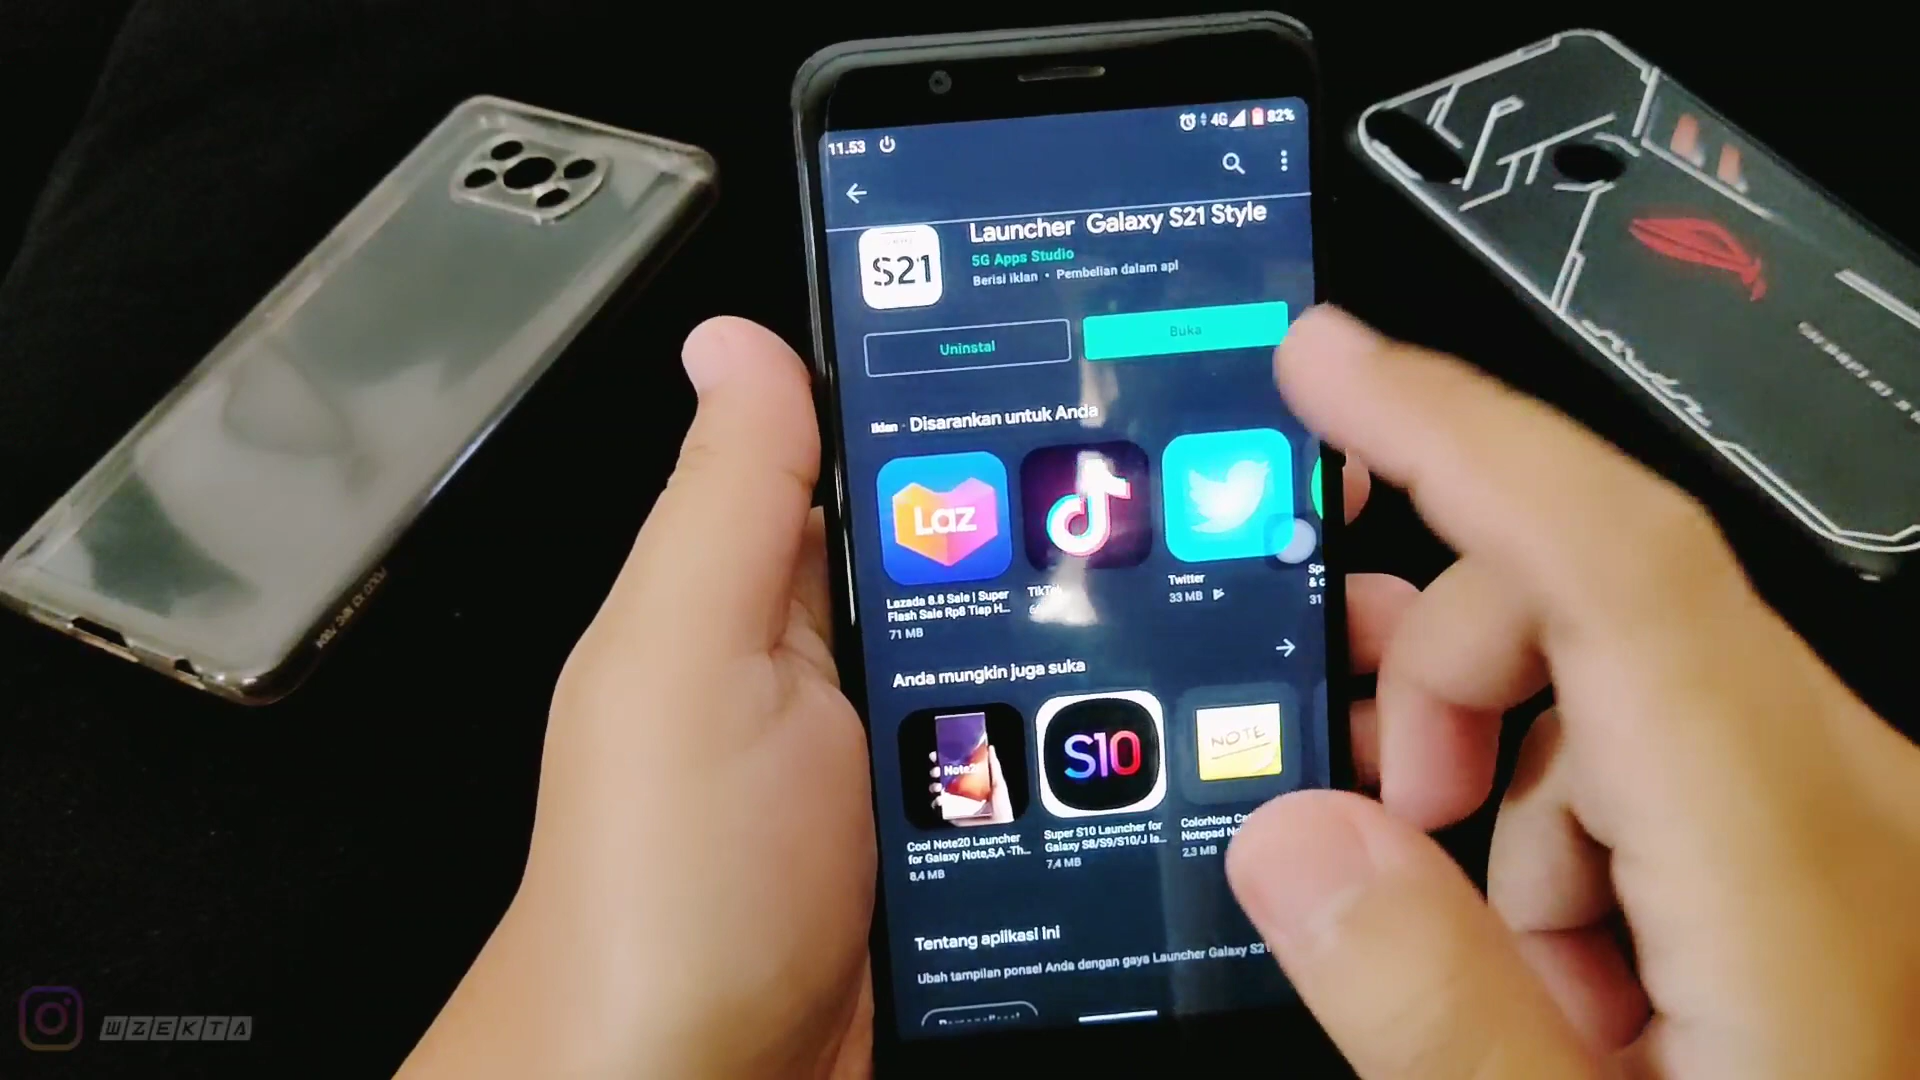 11.53
4G 82%
Launcher Galaxy S21 Style
5G Apps Studio
Berisi iklan • Pembelian dalam apl
S21
Uninstal
Buka
Iklan · Disarankan untuk Anda
Laz
Lazada 8.8 Sale | Super
Flash Sale Rp8 Tiap H...
71 MB
Twitter
33 MB
Anda mungkin juga suka
S10
NOTE
Cool Note20 Launcher
for Galaxy Note,S,A -Th...
8,4 MB
Super S10 Launcher for
Galaxy S8/S9/S10/J la...
7,4 MB
ColorNote
Notepad
2,3 MB
Tentang aplikasi ini
Ubah tampilan ponsel Anda dengan gaya Launcher Galaxy S21
WZEKTA